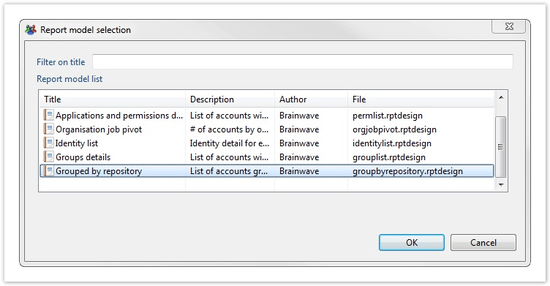 Report model selection
Filter on title
Report model list
Title Description Author File
Applications and permissions d... List of accounts wi... Brainwave permlist.rptdesign
Organisation job pivot # of accounts by o... Brainwave orgjobpivot.rptdesign
Identity list Identity detail for e... Brainwave identitylist.rptdesign
Groups details List of accounts wi... Brainwave grouplist.rptdesign
Grouped by repository List of accounts gr... Brainwave groupbyrepository.rptdesign
OK Cancel